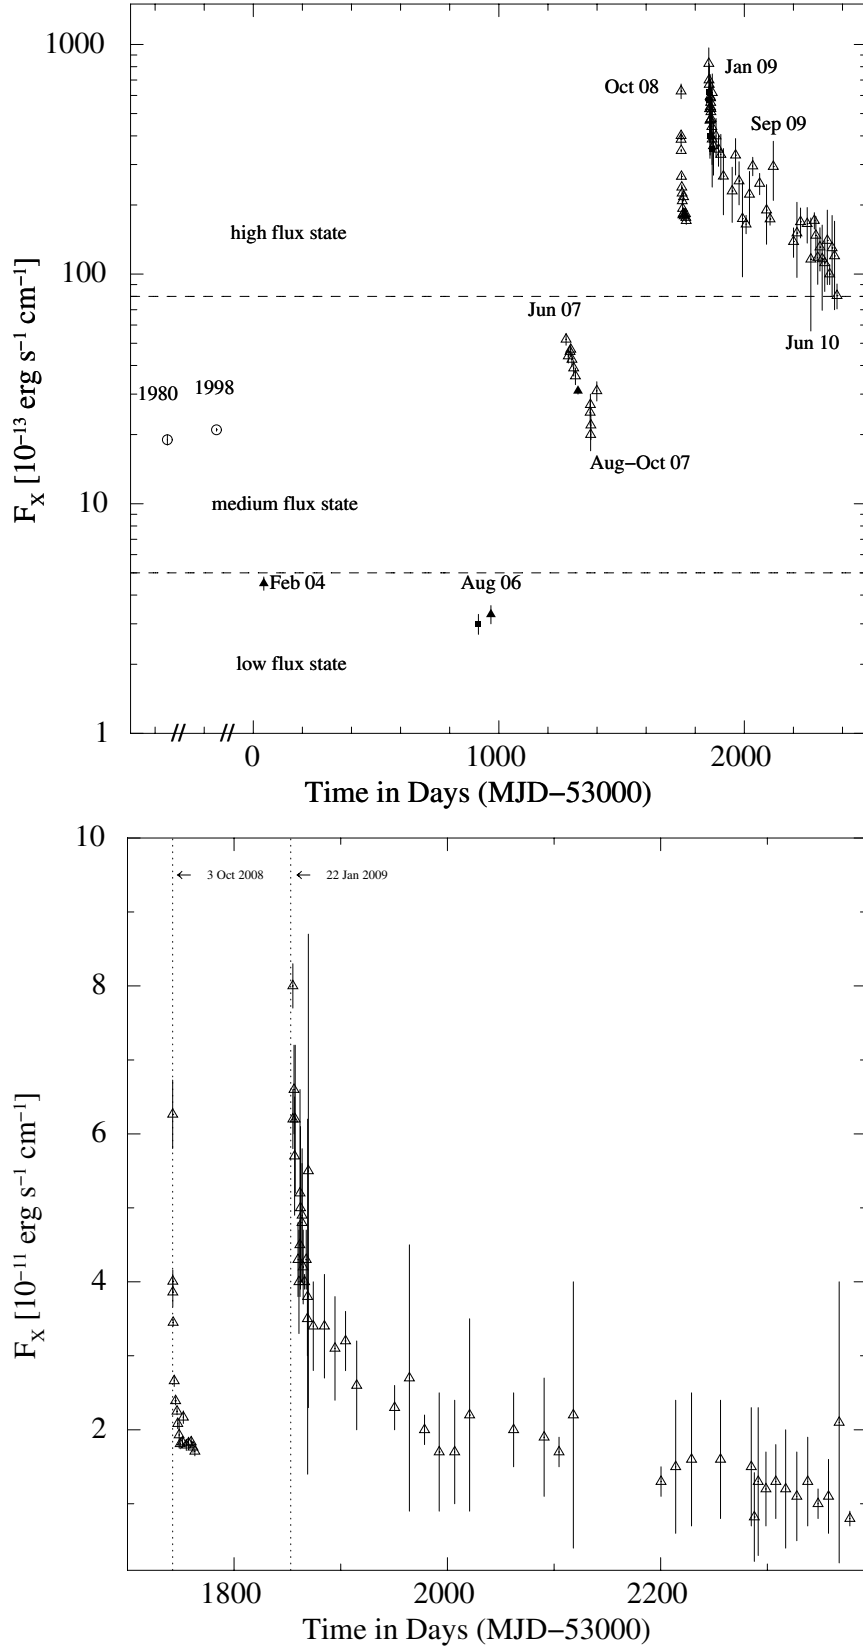 1000
Jan 09
Oct 08
Sep 09
high flux state
100
Jun 07
Jun 10
1980
1998
Aug−Oct 07
medium flux state
10
Feb 04
Aug 06
low flux state
1
0
1000
2000
Time in Days (MJD−53000)
F_X [10^−13 erg s^−1 cm^−1]
10
3 Oct 2008
22 Jan 2009
8
6
4
2
1800
2000
2200
Time in Days (MJD−53000)
F_X [10^−11 erg s^−1 cm^−1]